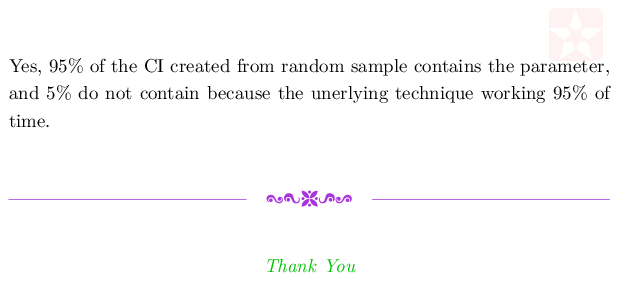 Yes, 95% of the CI created from random sample contains the parameter,
and 5% do not contain because the unerlying technique working 95% of
time.
Thank You